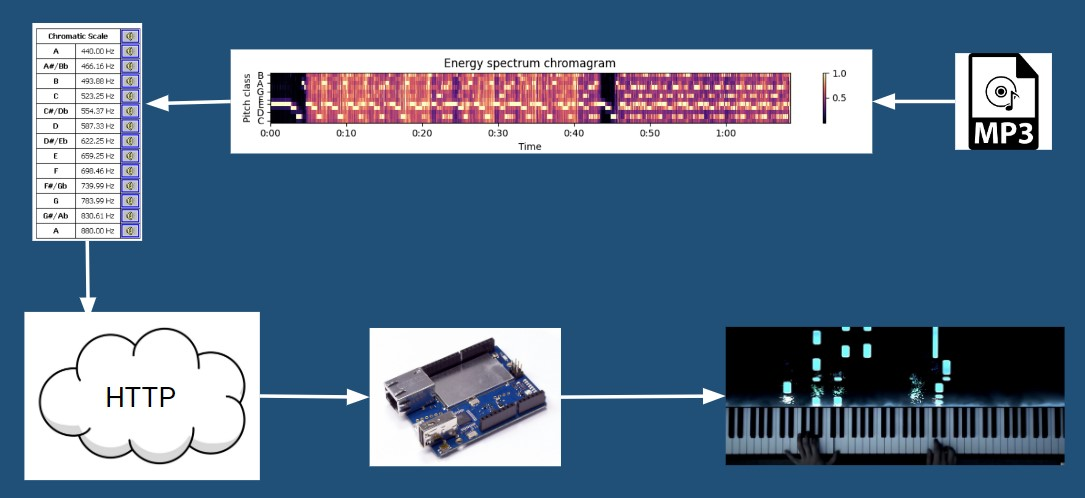 Chromatic Scale
A 440.00 Hz
A#/Bb 466.16 Hz
B 493.88 Hz
C 523.25 Hz
C#/Db 554.37 Hz
D 587.33 Hz
D#/Eb 622.25 Hz
E 659.25 Hz
F 698.46 Hz
F#/Gb 739.99 Hz
G 783.99 Hz
G#/Ab 830.61 Hz
A 880.00 Hz
Energy spectrum chromagram
Pitch class
B
A
G
E
D
C
0:00 0:10 0:20 0:30 0:40 0:50 1:00
Time
1.0
0.5
MP3
HTTP